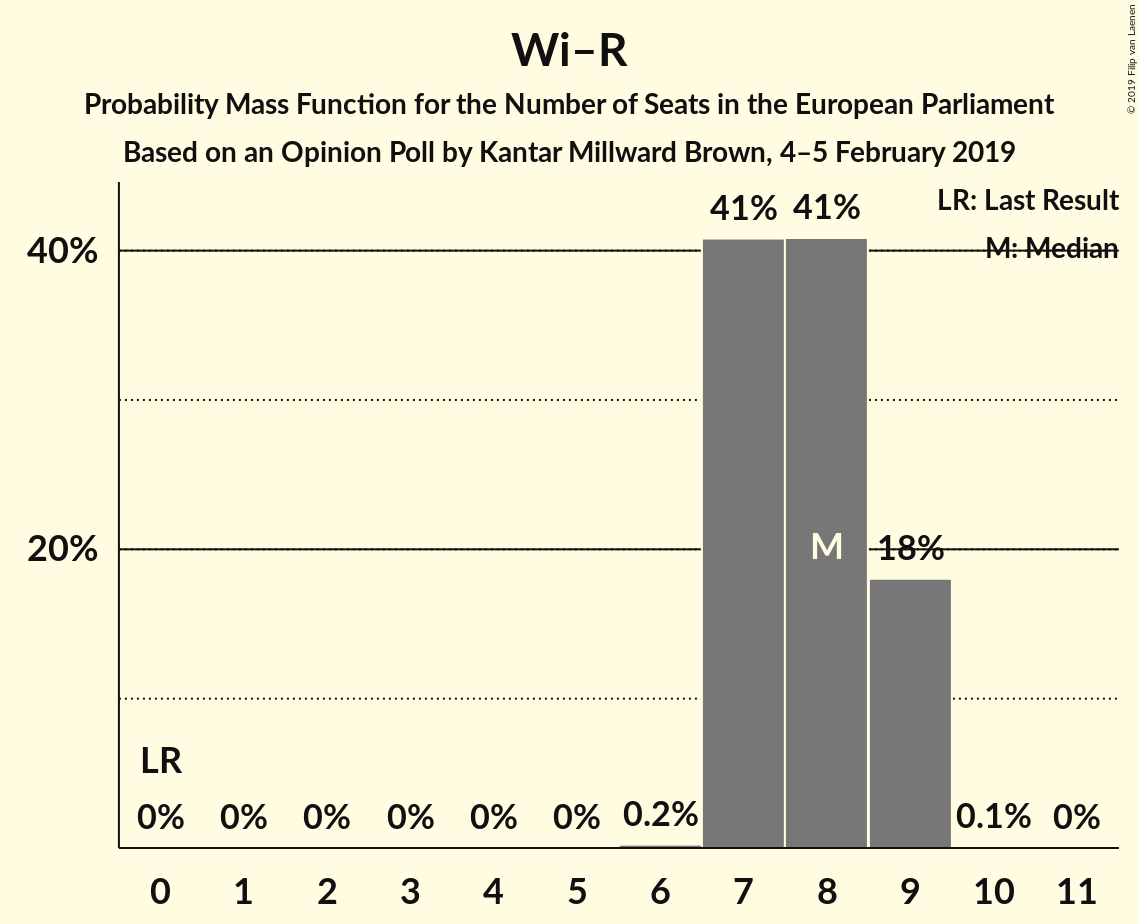 Wi–R
Probability Mass Function for the Number of Seats in the European Parliament
Based on an Opinion Poll by Kantar Millward Brown, 4–5 February 2019
© 2019 Filip van Laenen
LR: Last Result
M: Median
41% 41%
40%
20%
M
18%
LR
0% 0% 0% 0% 0% 0% 0.2% 0.1% 0%
0 1 2 3 4 5 6 7 8 9 10 11